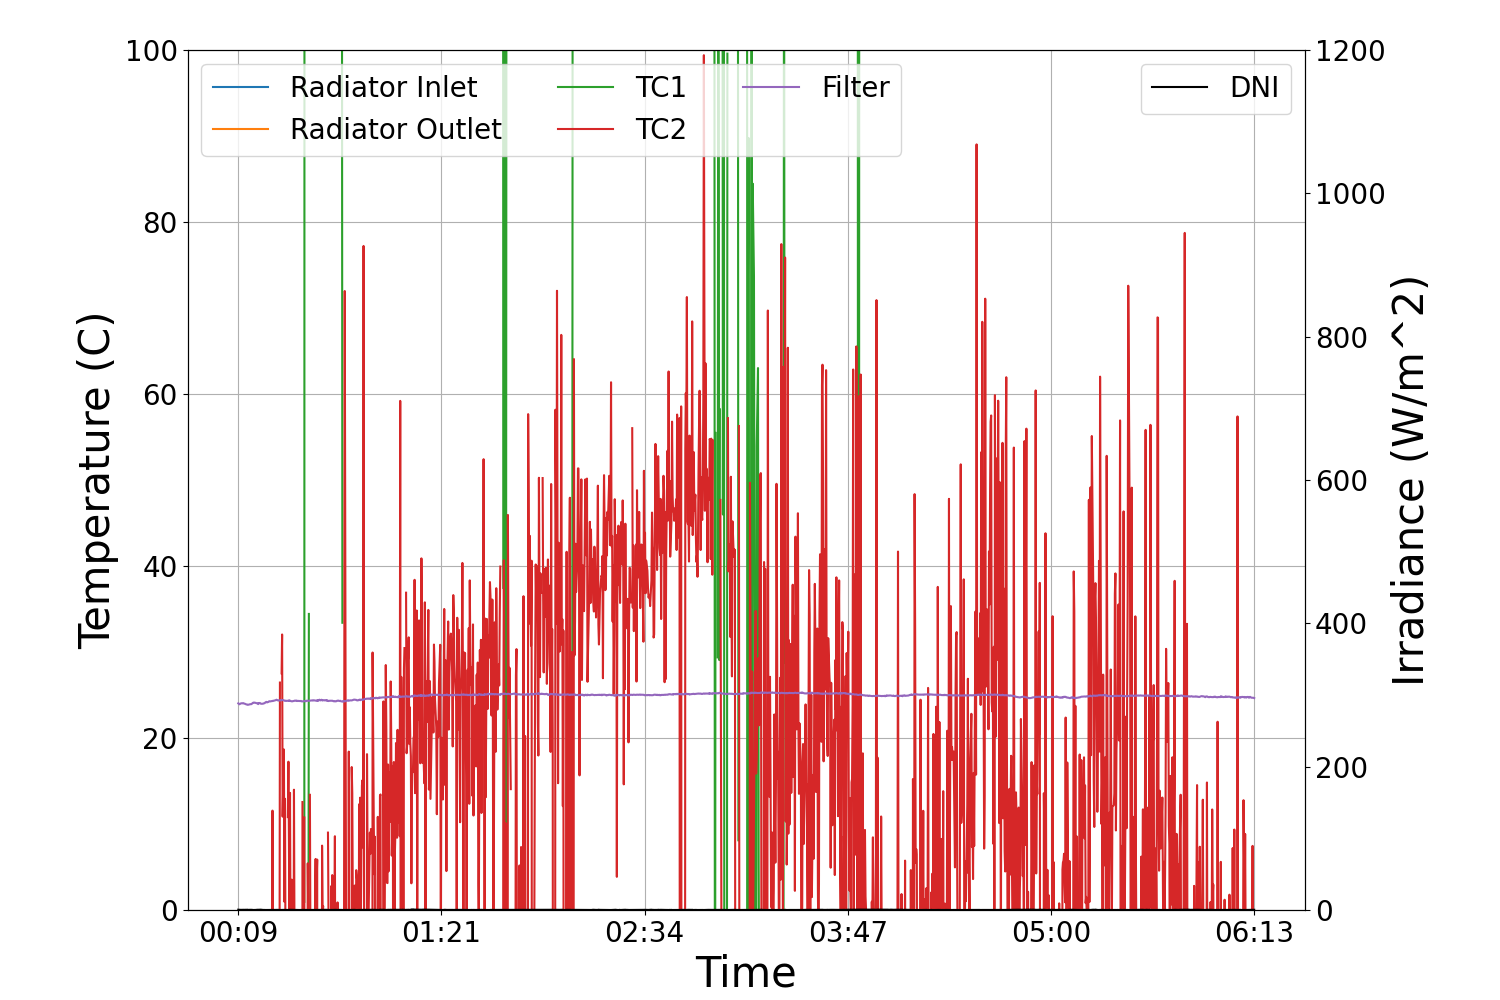 Radiator Inlet
Radiator Outlet
TC1
TC2
Filter
DNI
Temperature (C)
100
80
60
40
20
0
1200
1000
800
600
400
200
0
Irradiance (W/m^2)
00:09 01:21 02:34 03:47 05:00 06:13
Time